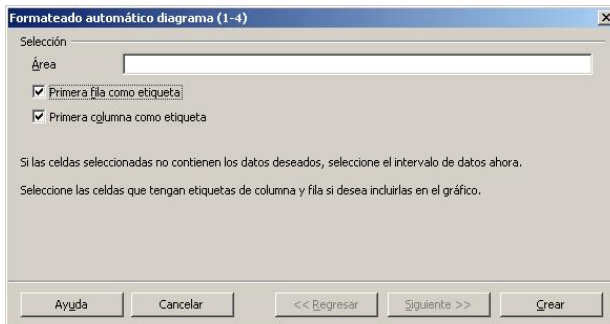 Formateado automático diagrama (1-4)
Selección
Área
Primera fila como etiqueta
Primera columna como etiqueta
Si las celdas seleccionadas no contienen los datos deseados, seleccione el intervalo de datos ahora.
Seleccione las celdas que tengan etiquetas de columna y fila si desea incluirlas en el gráfico.
Ayuda Cancelar << Regresar Siguiente >> Crear